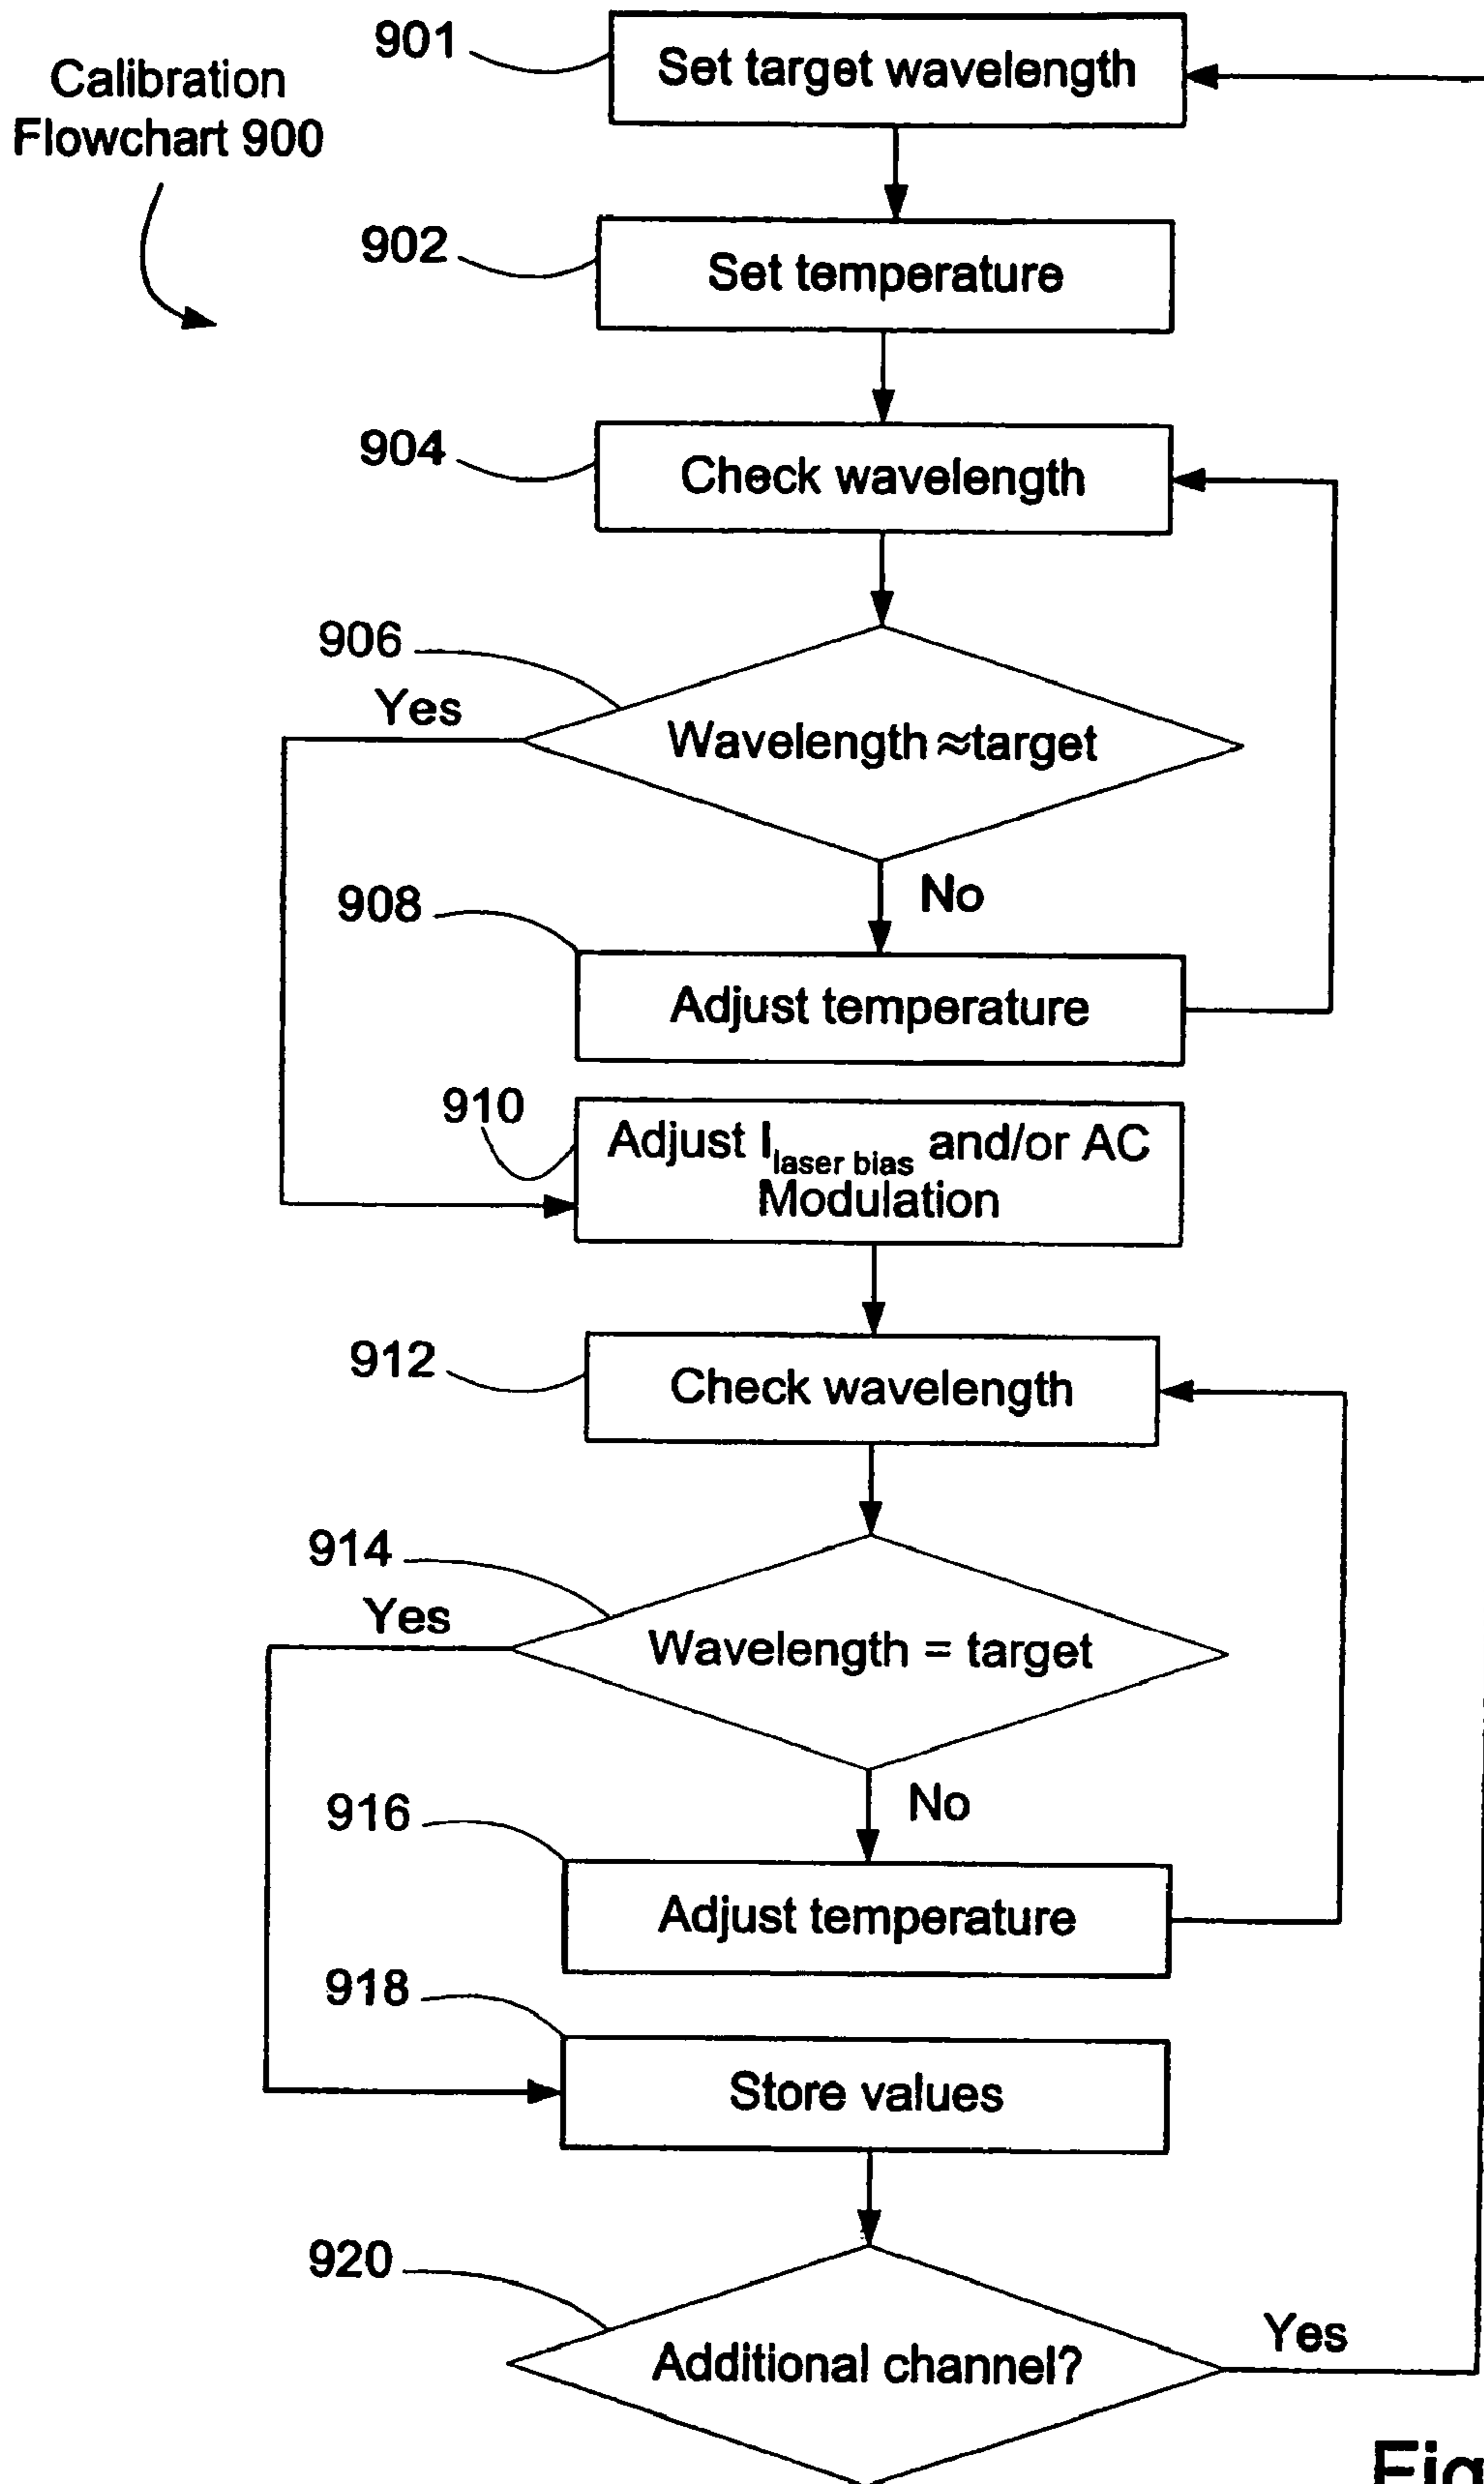 901
Set target wavelength
Calibration
Flowchart 900
902
Set temperature
904
Check wavelength
906
Yes
Wavelength ≈target
No
908
Adjust temperature
910
Adjust I laser bias and/or AC
Modulation
912
Check wavelength
914
Yes
Wavelength = target
No
916
Adjust temperature
918
Store values
920
Additional channel?
Yes
Fig